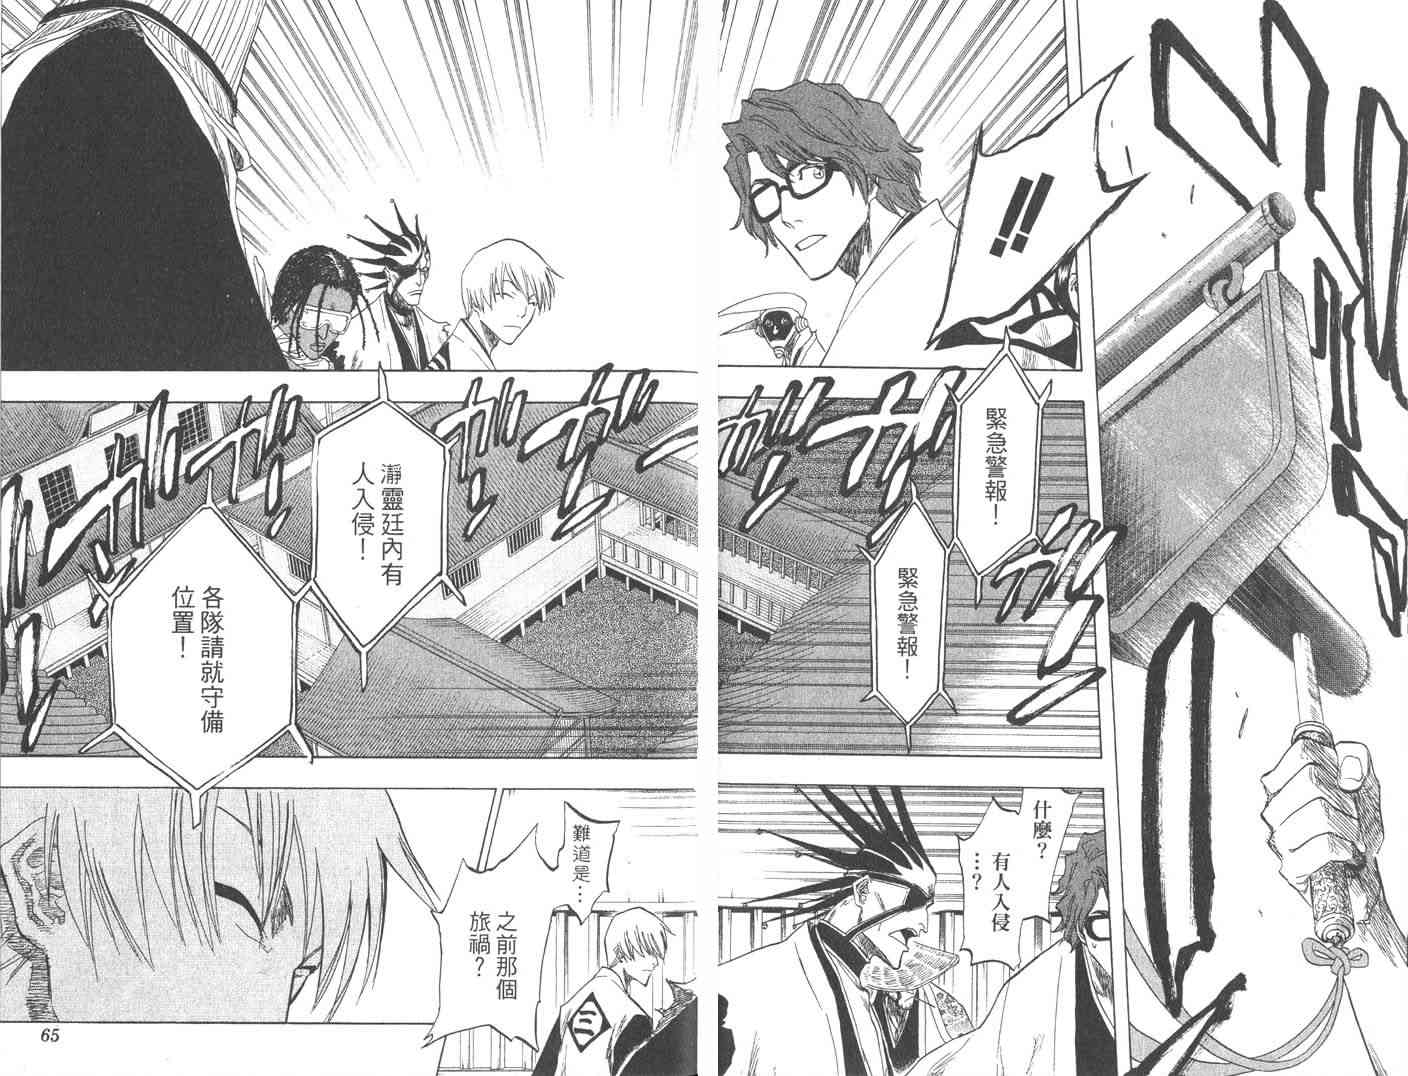 !!
緊急警報！
緊急警報！
瀞靈廷內有
人入侵！
各隊請就守備
位置！
什麼？
有人入侵
…？
難道是…
之前那個
旅禍？
三
65